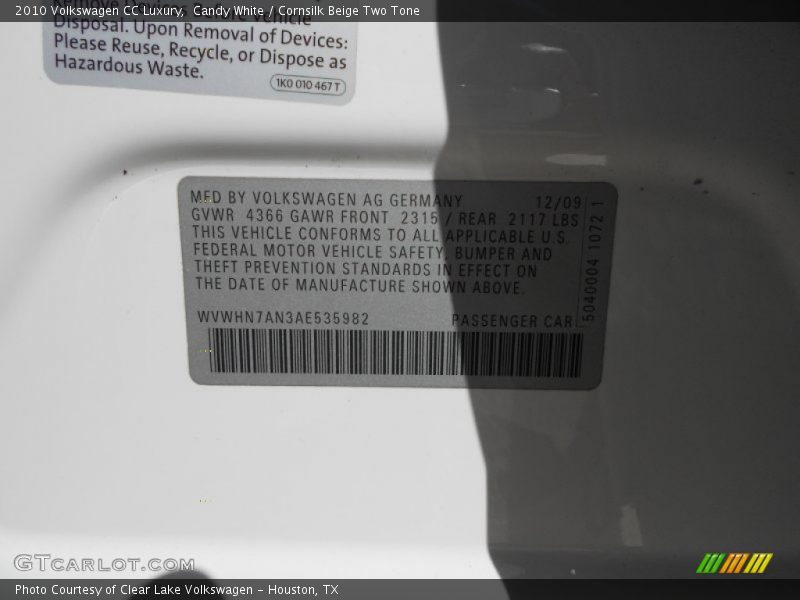 2010 Volkswagen CC Luxury, Candy White / Cornsilk Beige Two Tone
Remove Devices Before Vehicle
Disposal. Upon Removal of Devices:
Please Reuse, Recycle, or Dispose as
Hazardous Waste.
1K0 010 467 T
MFD BY VOLKSWAGEN AG GERMANY 12/09
GVWR 4366 GAWR FRONT 2315 / REAR 2117 LBS
THIS VEHICLE CONFORMS TO ALL APPLICABLE U.S.
FEDERAL MOTOR VEHICLE SAFETY, BUMPER AND
THEFT PREVENTION STANDARDS IN EFFECT ON
THE DATE OF MANUFACTURE SHOWN ABOVE.
WVWHN7AN3AE535982 PASSENGER CAR
5040004 1072 1
GTCARLOT.COM
Photo Courtesy of Clear Lake Volkswagen – Houston, TX